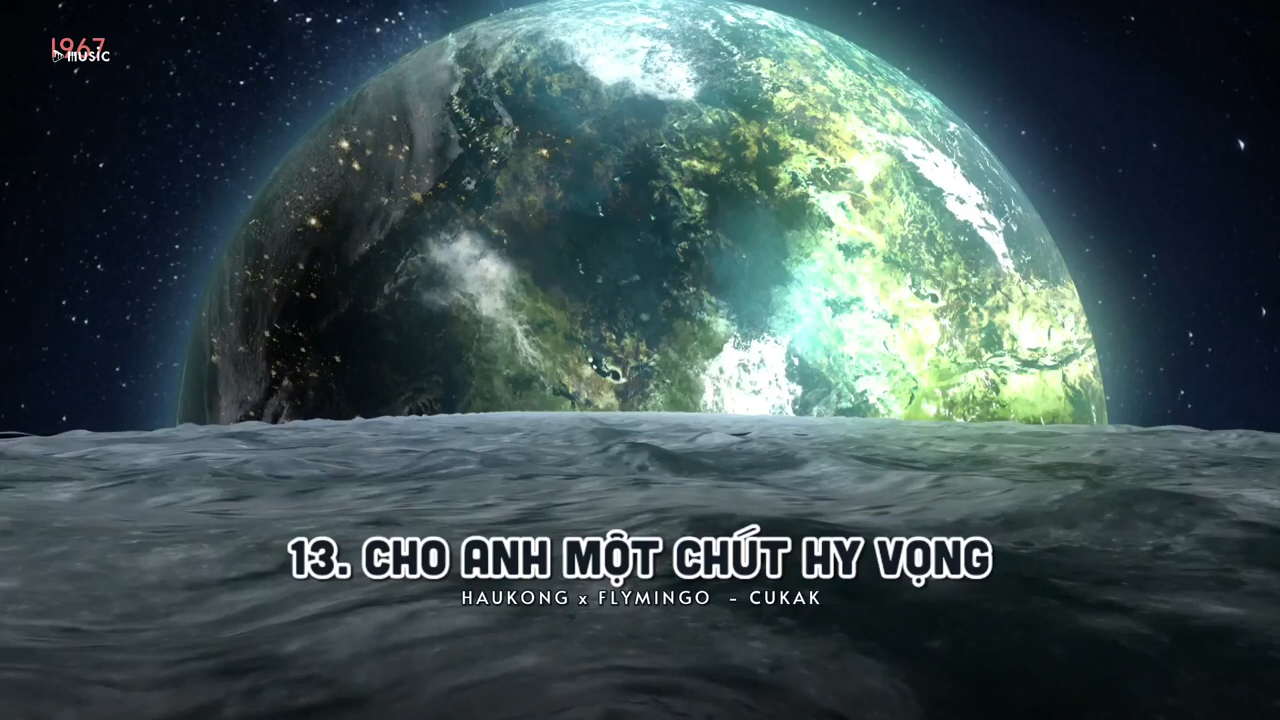 1967
MUSIC
13. CHO ANH MỘT CHÚT HY VỌNG
HAUKONG x FLYMINGO - CUKAK